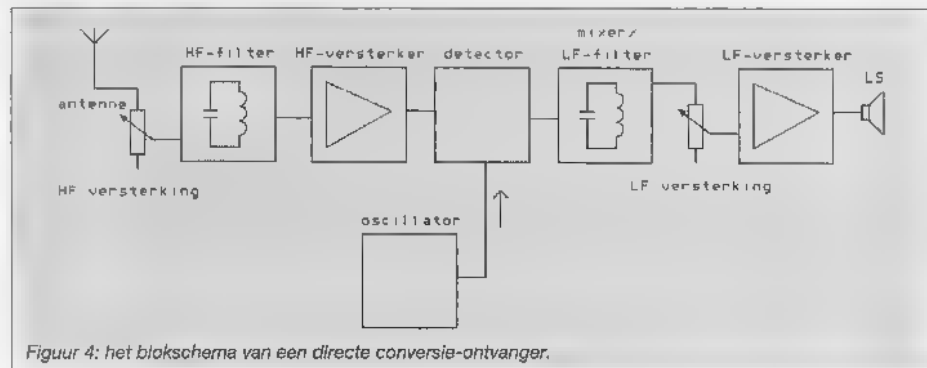 mixer/
HF-filter HF-versterker detector LF-filter LF-versterker
LS
antenne
HF versterking
LF versterking
oscillator
Figuur 4: het blokschema van een directe conversie-ontvanger.